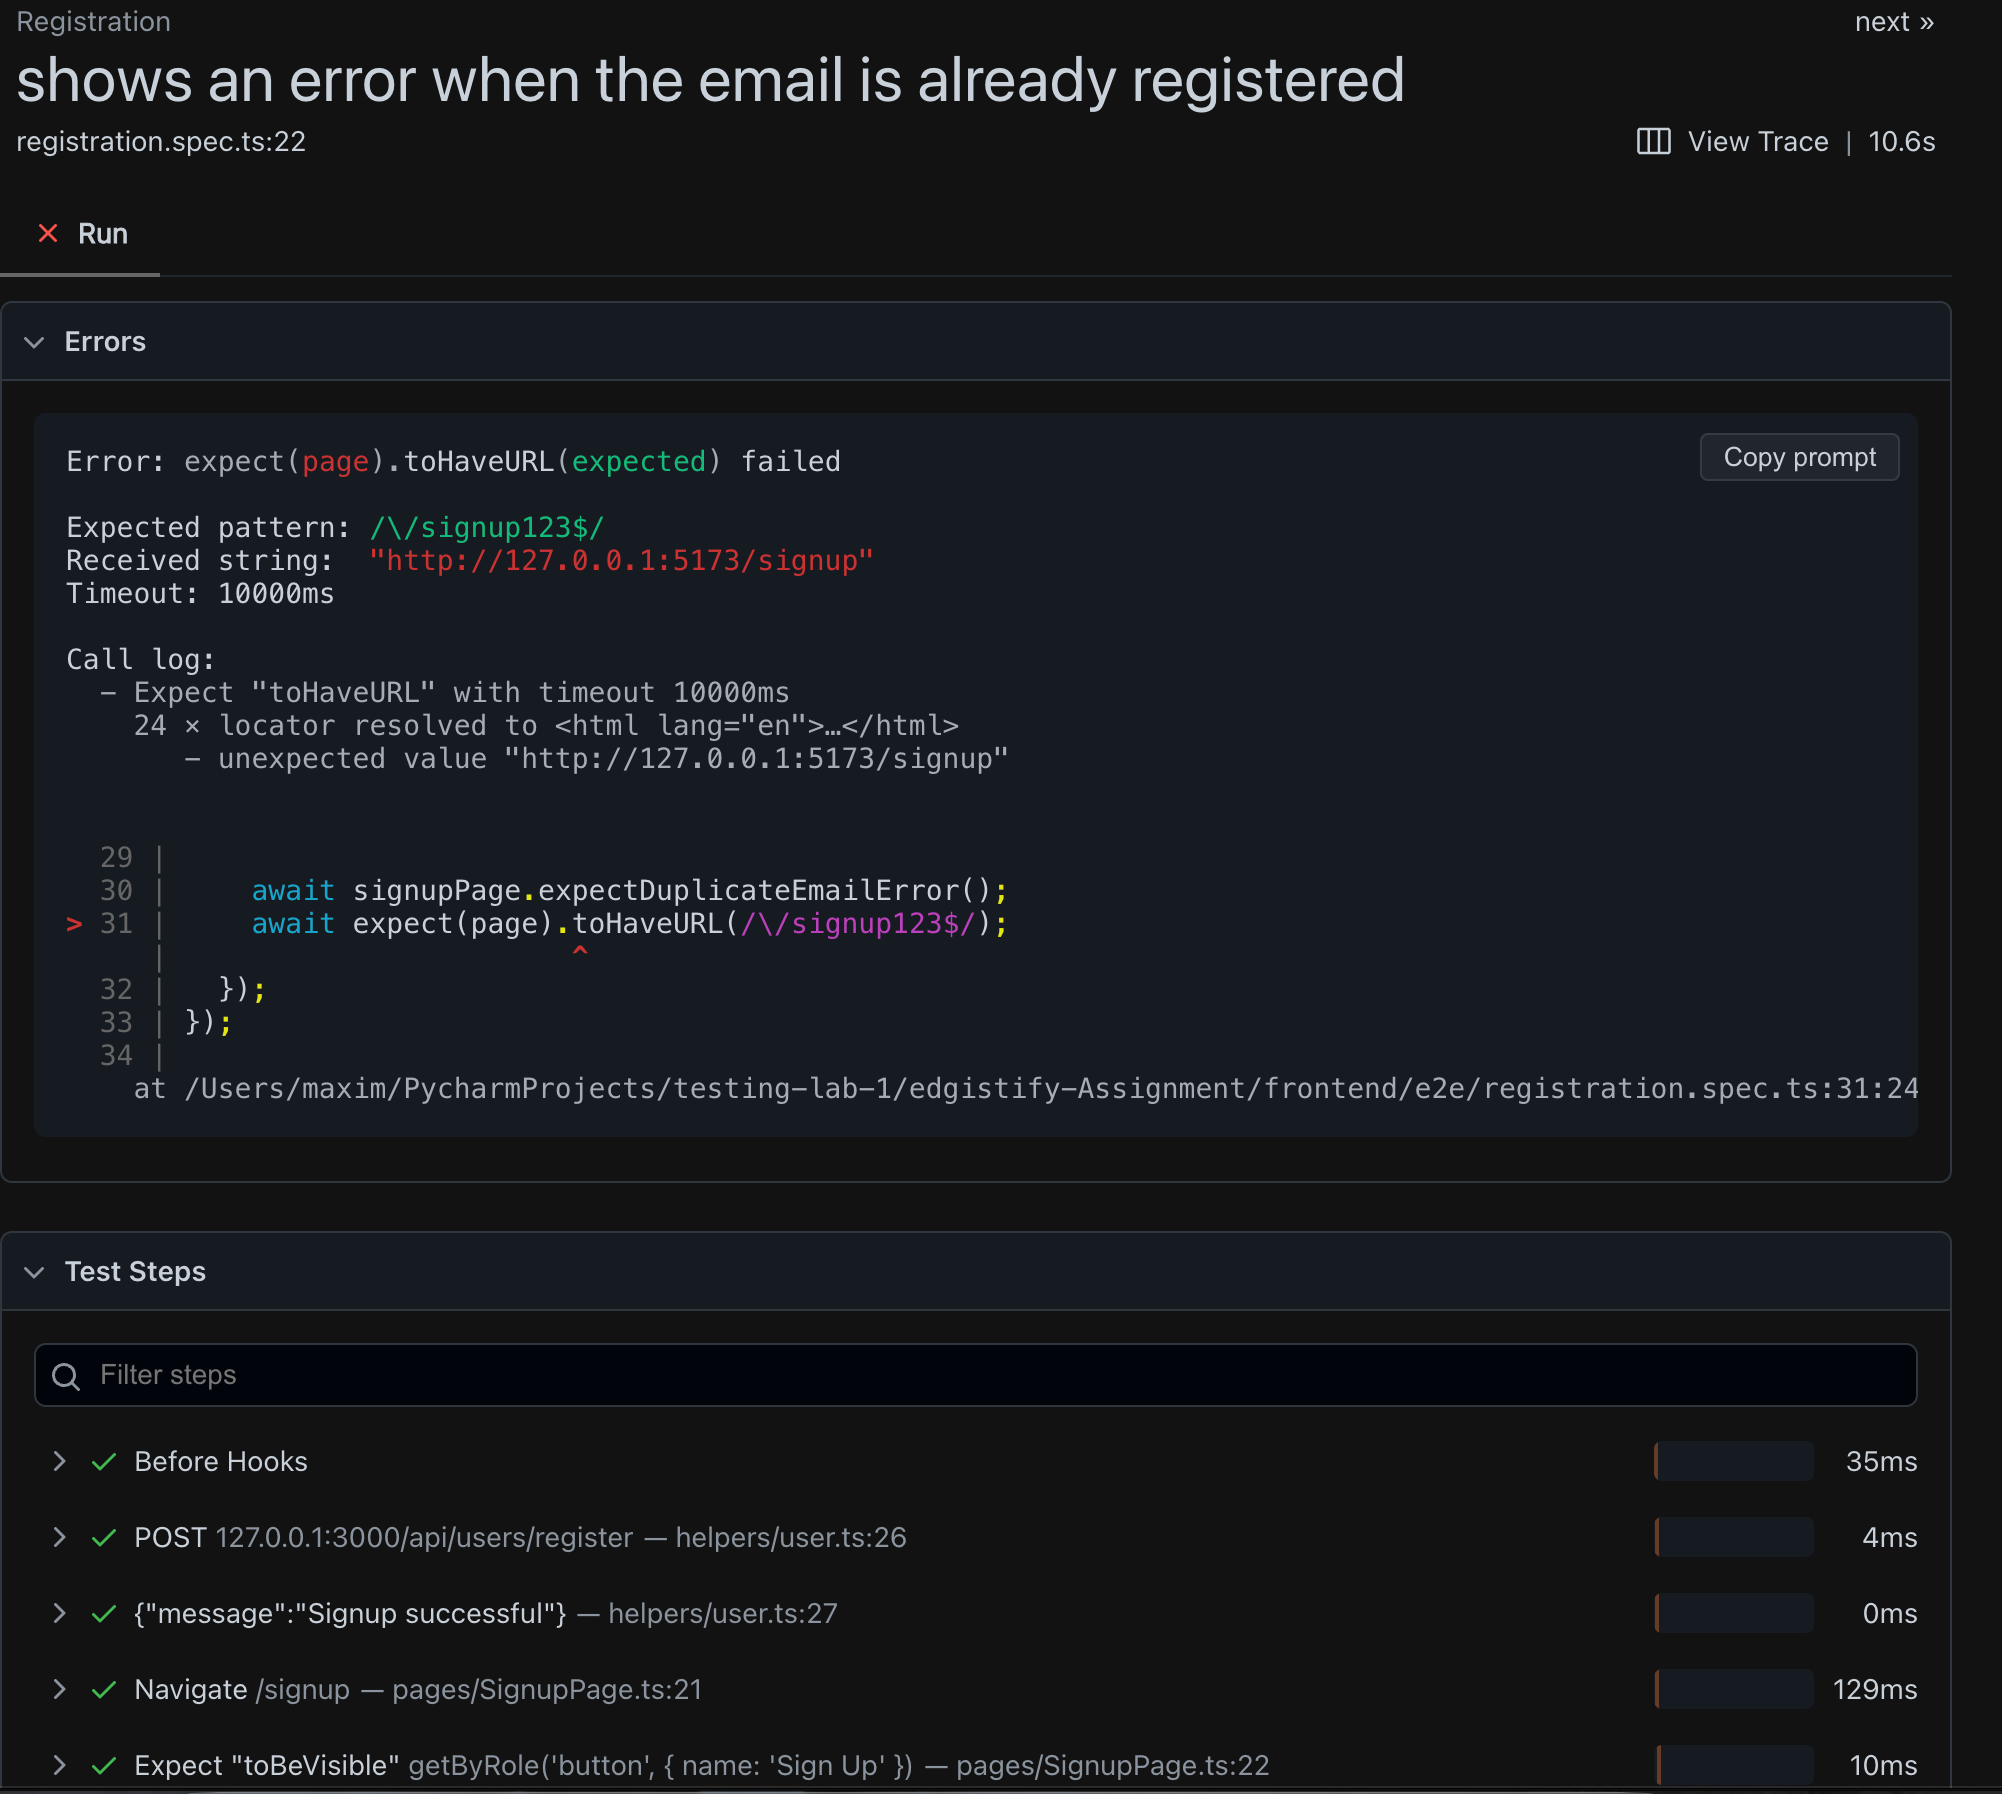 Registration
next »
shows an error when the email is already registered
registration.spec.ts:22
View Trace | 10.6s
Run
Errors
Copy prompt
Error: expect(page).toHaveURL(expected) failed
Expected pattern: /\/signup123$/
Received string:  "http://127.0.0.1:5173/signup"
Timeout: 10000ms
Call log:
  – Expect "toHaveURL" with timeout 10000ms
    24 × locator resolved to <html lang="en">…</html>
       – unexpected value "http://127.0.0.1:5173/signup"
  29 |
  30 |     await signupPage.expectDuplicateEmailError();
> 31 |     await expect(page).toHaveURL(/\/signup123$/);
     |                        ^
  32 |   });
  33 | });
  34 |
    at /Users/maxim/PycharmProjects/testing-lab-1/edgistify-Assignment/frontend/e2e/registration.spec.ts:31:24
Test Steps
Filter steps
Before Hooks 35ms
POST 127.0.0.1:3000/api/users/register — helpers/user.ts:26 4ms
{"message":"Signup successful"} — helpers/user.ts:27 0ms
Navigate /signup — pages/SignupPage.ts:21 129ms
Expect "toBeVisible" getByRole('button', { name: 'Sign Up' }) — pages/SignupPage.ts:22 10ms